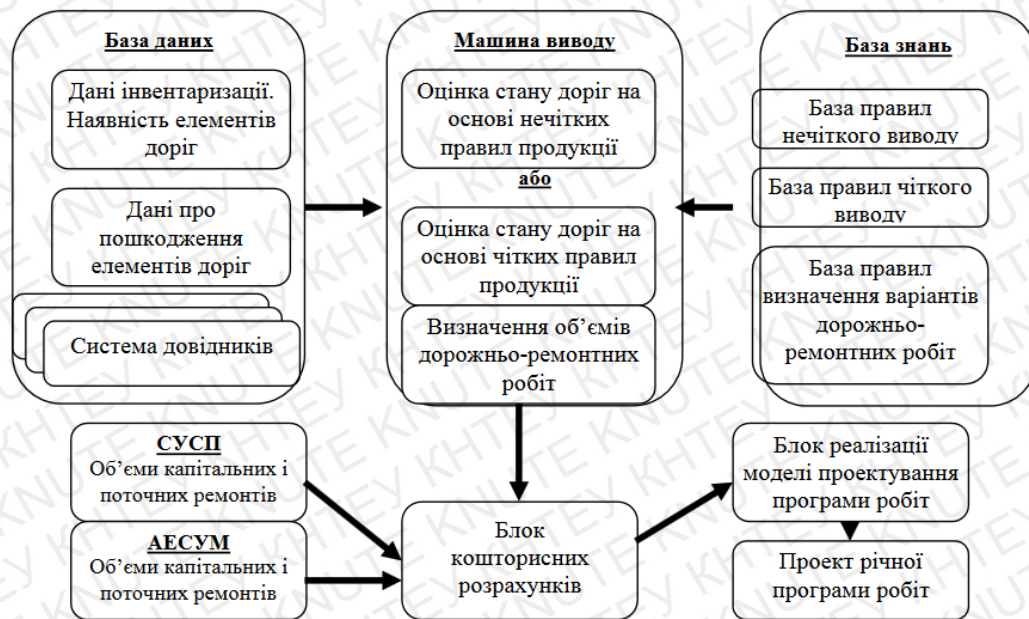 База даних
Дані інвентаризації.
Наявність елементів
доріг
Дані про
пошкодження
елементів доріг
Система довідників
Машина виводу
Оцінка стану доріг на
основі нечітких
правил продукції
або
Оцінка стану доріг на
основі чітких правил
продукції
Визначення об’ємів
дорожньо-ремонтних
робіт
База знань
База правил
нечіткого виводу
База правил чіткого
виводу
База правил
визначення варіантів
дорожньо-
ремонтних робіт
СУСП
Об’єми капітальних і
поточних ремонтів
АЕСУМ
Об’єми капітальних і
поточних ремонтів
Блок
кошторисних
розрахунків
Блок реалізації
моделі проектування
програми робіт
Проект річної
програми робіт